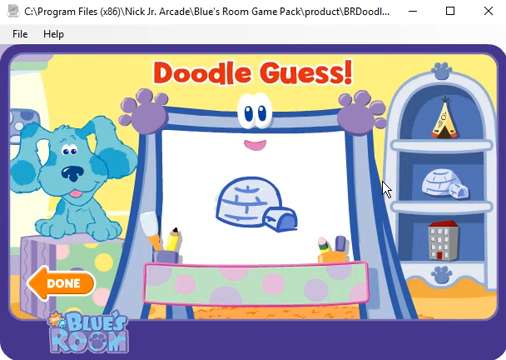 C:\Program Files (x86)\Nick Jr. Arcade\Blue's Room Game Pack\product\BRDoodl...
File Help
Doodle Guess!
DONE
BLUE'S
ROOM